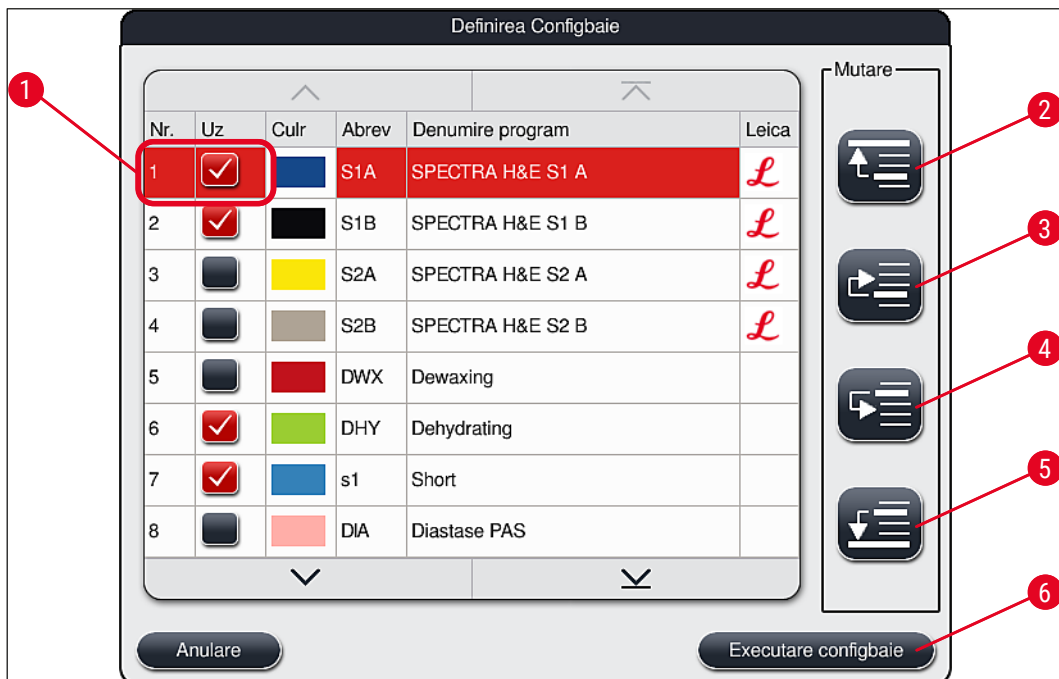 Definirea Configbaie
Mutare
1
2
Nr. Uz Culr Abrev Denumire program Leica
1 S1A SPECTRA H&E S1 A L
2 S1B SPECTRA H&E S1 B L
3
3 S2A SPECTRA H&E S2 A L
4 S2B SPECTRA H&E S2 B L
4
5 DWX Dewaxing
6 DHY Dehydrating
7 s1 Short
5
8 DIA Diastase PAS
6
Anulare Executare configbaie